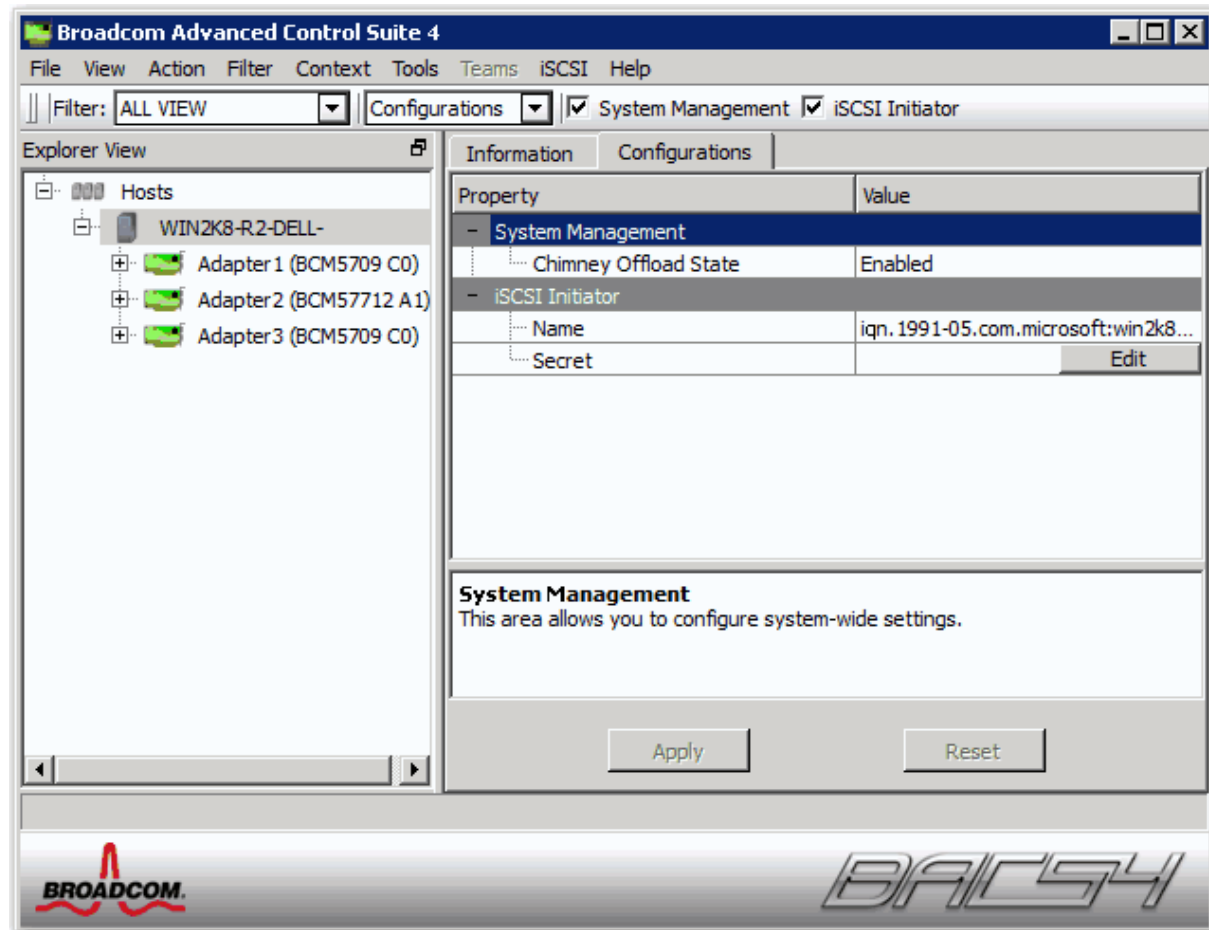 Broadcom Advanced Control Suite 4
File View Action Filter Context Tools Teams iSCSI Help
Filter: ALL VIEW Configurations System Management iSCSI Initiator
Explorer View
Hosts
WIN2K8-R2-DELL-
Adapter1 (BCM5709 C0)
Adapter2 (BCM57712 A1)
Adapter3 (BCM5709 C0)
Information Configurations
Property Value
System Management
Chimney Offload State Enabled
iSCSI Initiator
Name iqn.1991-05.com.microsoft:win2k8...
Secret Edit
System Management
This area allows you to configure system-wide settings.
Apply Reset
BROADCOM.
BACS4